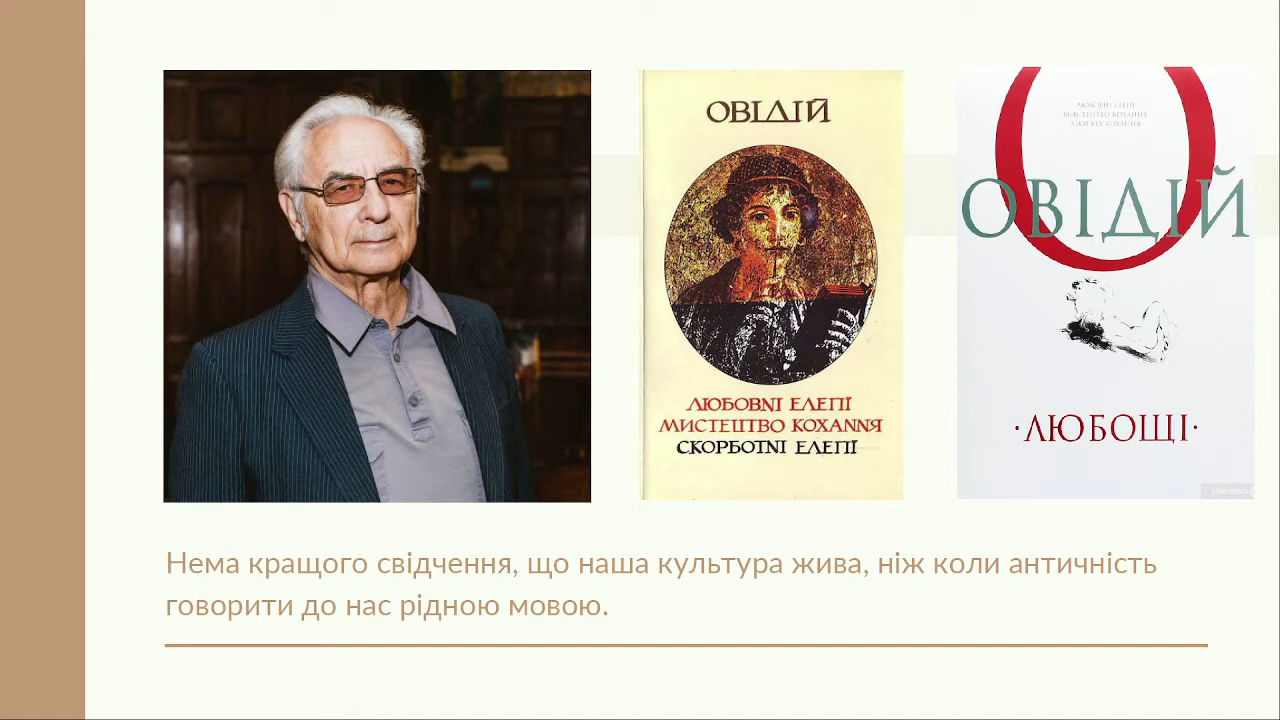 ОВІДІЙ
ЛЮБОВНІ ЕЛЕГІЇ
МИСТЕЦТВО КОХАННЯ
СКОРБОТНІ ЕЛЕГІЇ
ЛЮБОВНІ ЕЛЕГІЇ
МИСТЕЦТВО КОХАННЯ
ОВІДІЙ
·ЛЮБОЩІ·
Нема кращого свідчення, що наша культура жива, ніж коли античність
говорити до нас рідною мовою.